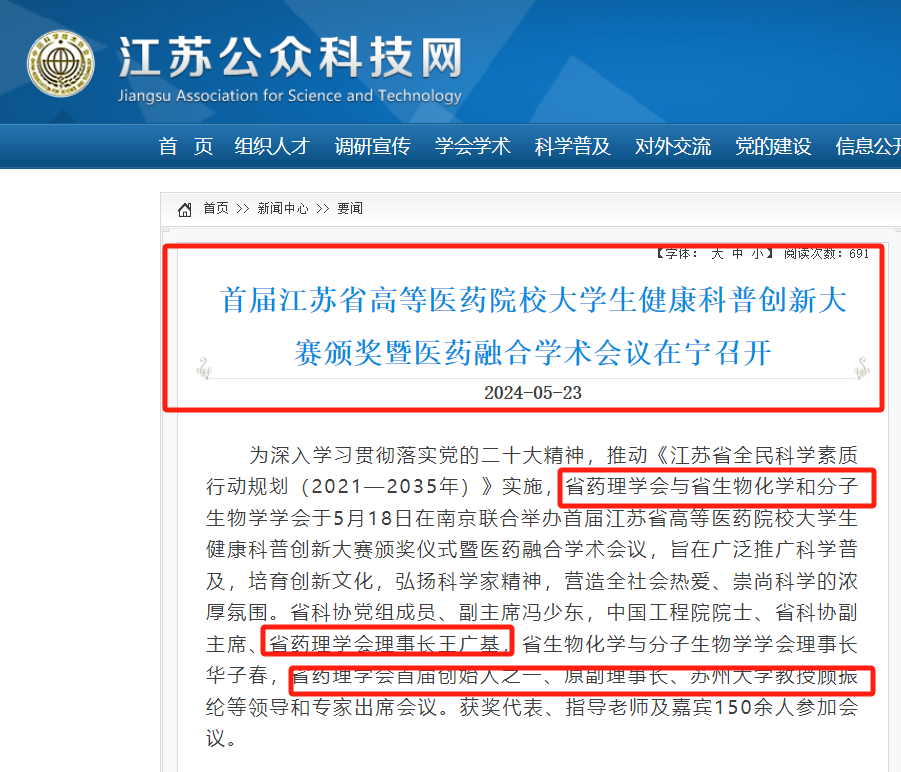 江苏公众科技网
Jiangsu Association for Science and Technology
首 页 组织人才 调研宣传 学会学术 科学普及 对外交流 党的建设 信息公开
首页 >> 新闻中心 >> 要闻
【字体: 大 中 小】 阅读次数: 691
首届江苏省高等医药院校大学生健康科普创新大
赛颁奖暨医药融合学术会议在宁召开
2024-05-23
为深入学习贯彻落实党的二十大精神，推动《江苏省全民科学素质
行动规划（2021—2035年）》实施，省药理学会与省生物化学和分子
生物学学会于5月18日在南京联合举办首届江苏省高等医药院校大学生
健康科普创新大赛颁奖仪式暨医药融合学术会议，旨在广泛推广科学普
及，培育创新文化，弘扬科学家精神，营造全社会热爱、崇尚科学的浓
厚氛围。省科协党组成员、副主席冯少东，中国工程院院士、省科协副
主席、省药理学会理事长王广基，省生物化学与分子生物学学会理事长
华子春，省药理学会首届创始人之一、原副理事长、苏州大学教授顾振
纶等领导和专家出席会议。获奖代表、指导老师及嘉宾150余人参加会
议。